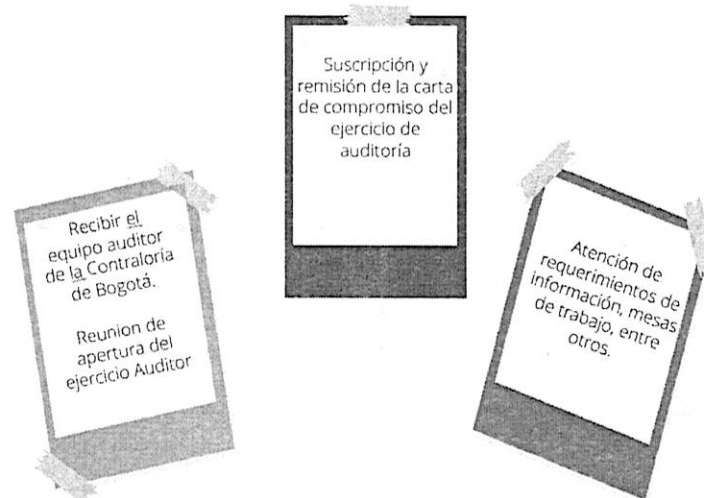 Recibir el
equipo auditor
de la Contraloría
de Bogotá.
Reunion de
apertura del
ejercicio Auditor
Suscripción y
remisión de la carta
de compromiso del
ejercicio de
auditoría
Atención de
requerimientos de
información, mesas
de trabajo, entre
otros.